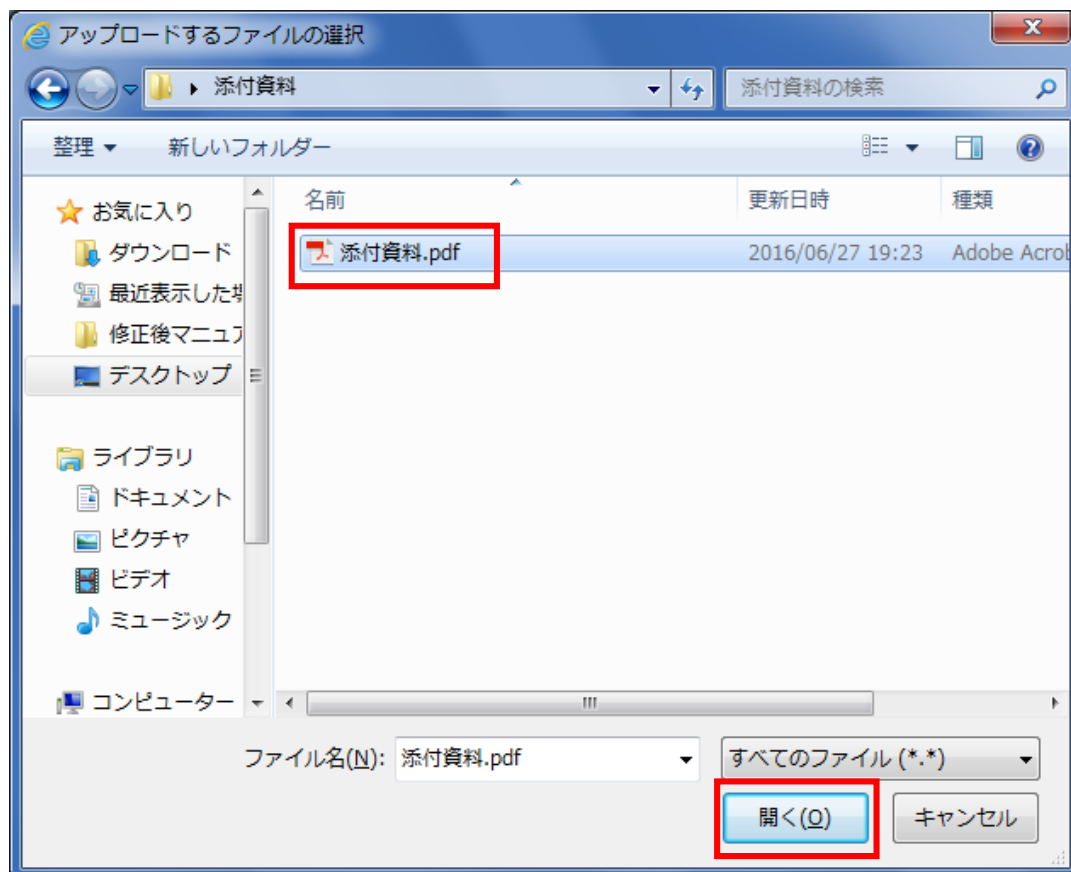 アップロードするファイルの選択
添付資料
添付資料の検索
整理
新しいフォルダー
名前
更新日時
種類
お気に入り
ダウンロード
最近表示した
修正後マニュア
デスクトップ
ライブラリ
ドキュメント
ピクチャ
ビデオ
ミュージック
コンピューター
添付資料.pdf
2016/06/27 19:23
Adobe Acrob
ファイル名(N):
添付資料.pdf
すべてのファイル (*.*)
開く(O)
キャンセル